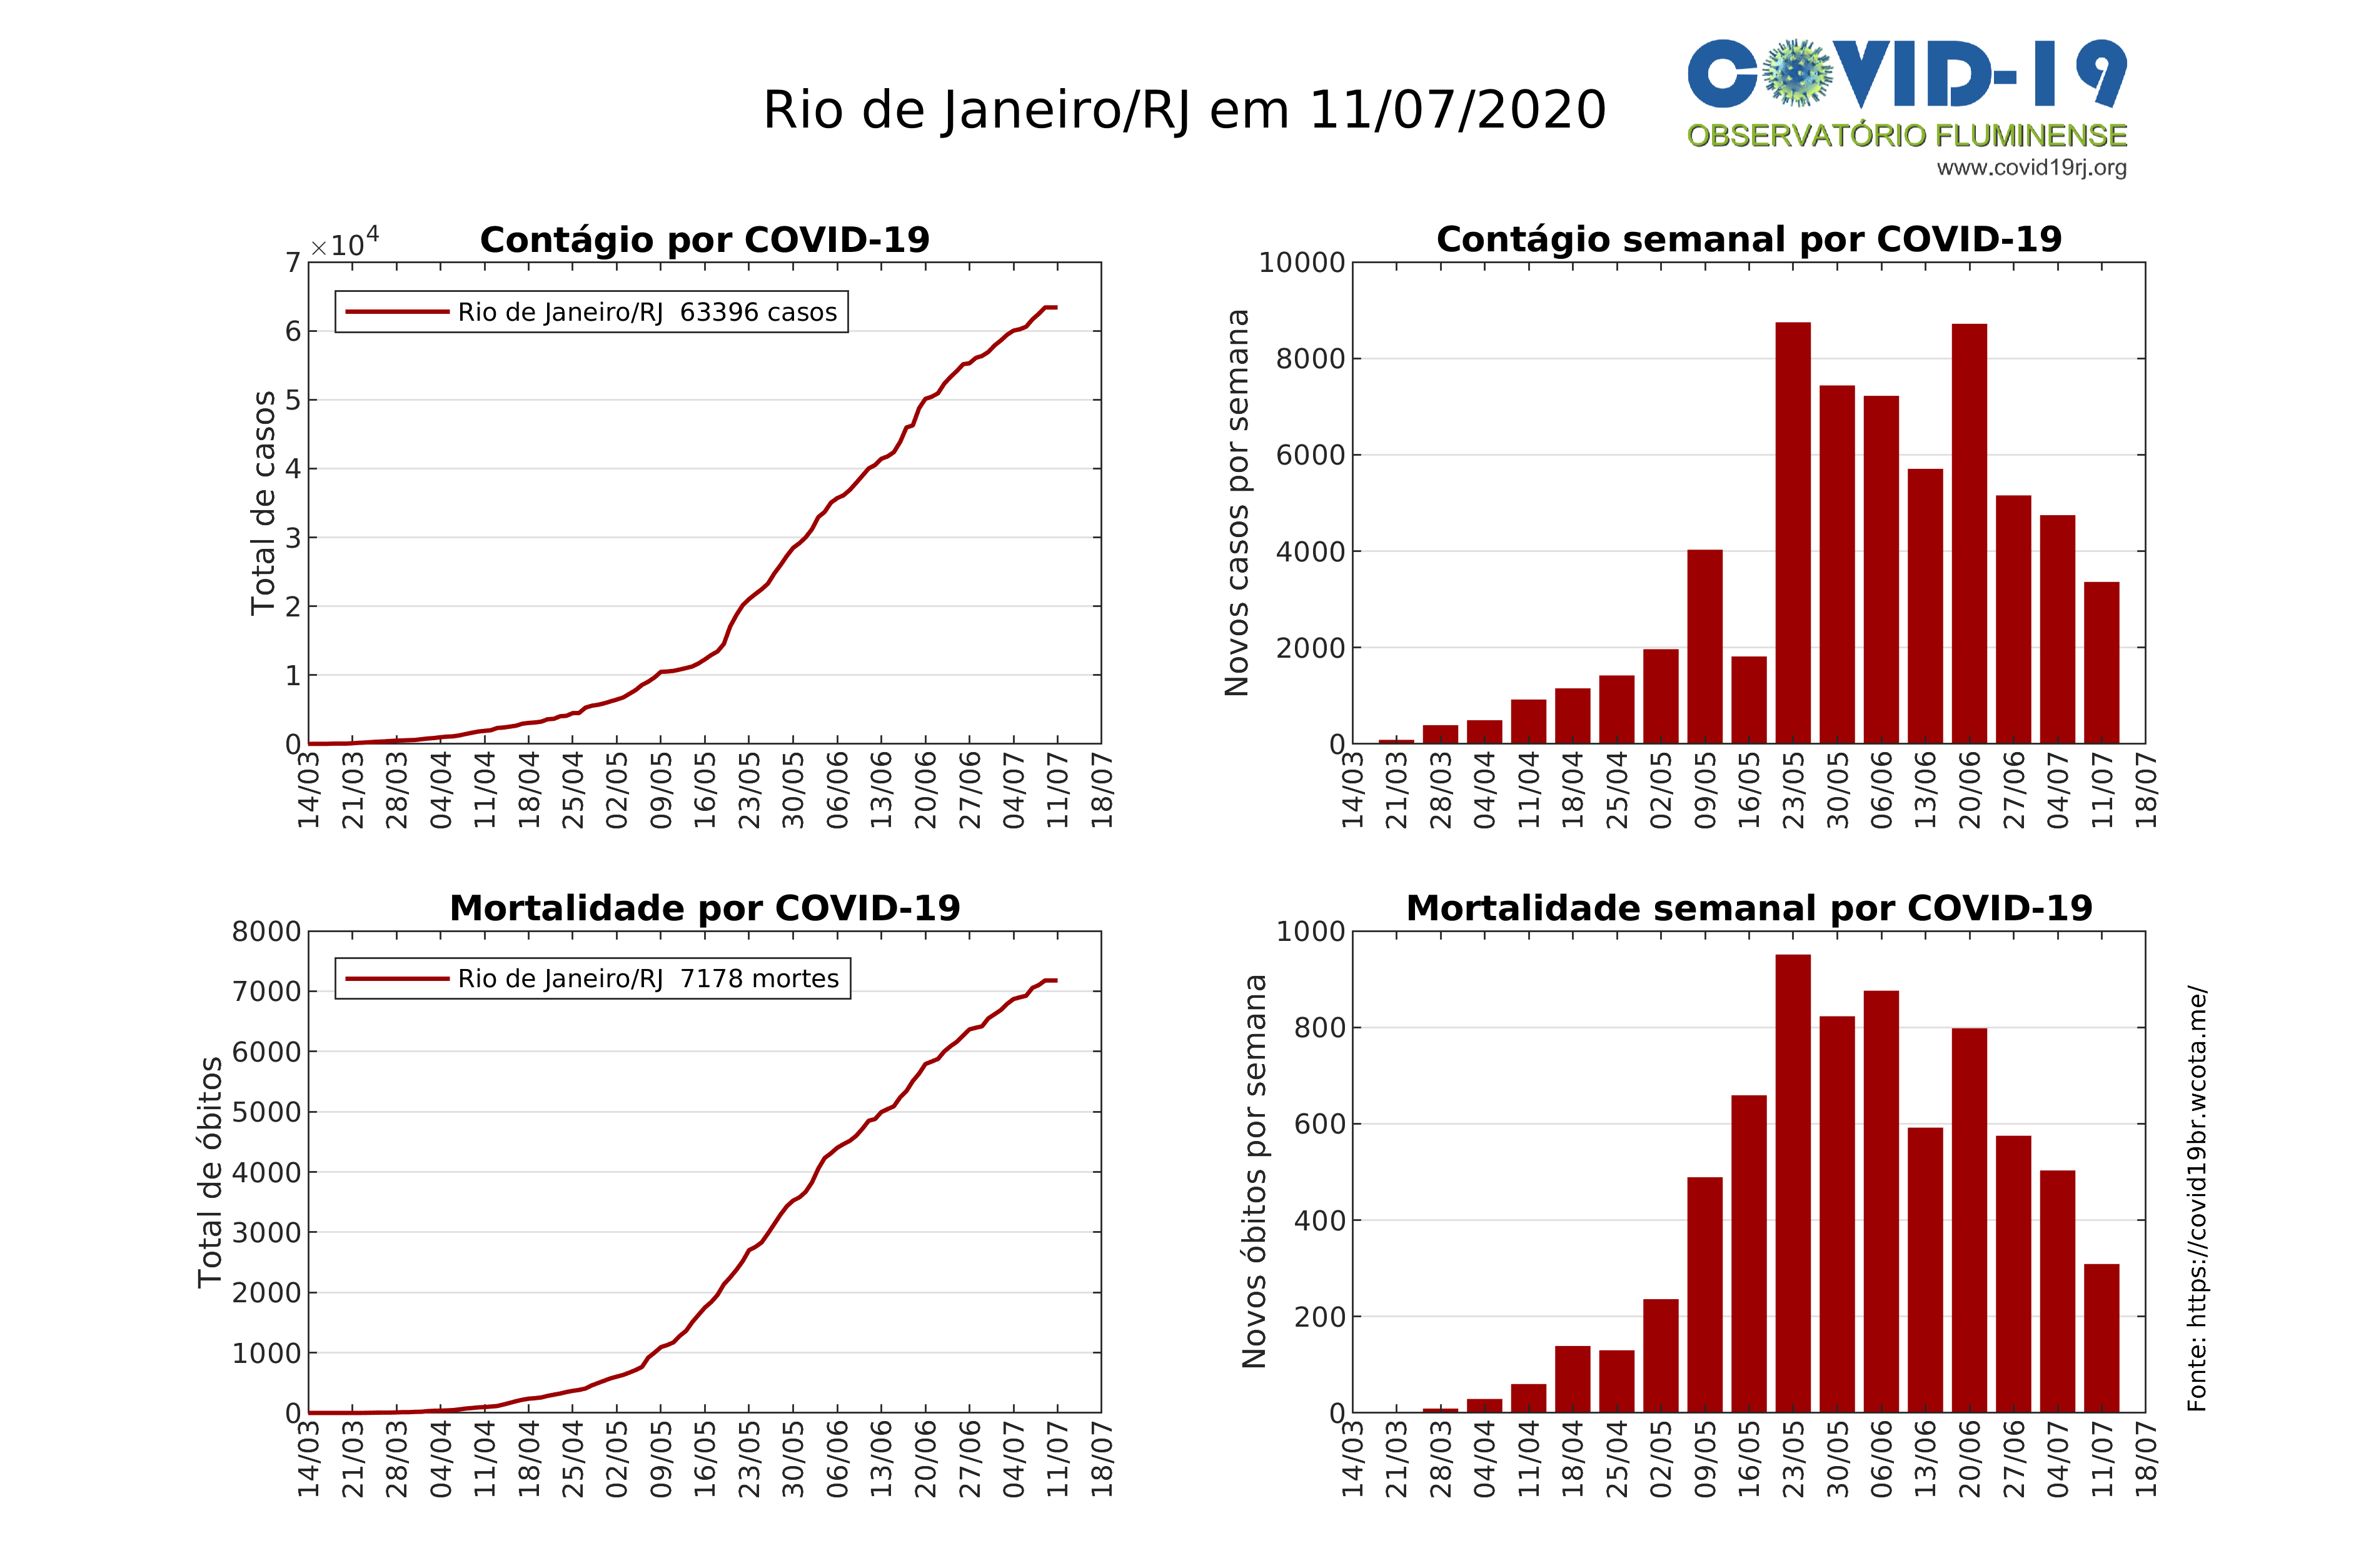 Rio de Janeiro/RJ em 11/07/2020
COVID-19
OBSERVATÓRIO FLUMINENSE
www.covid19rj.org
Contágio por COVID-19
×10^4
Total de casos
7
6
5
4
3
2
1
0
Rio de Janeiro/RJ 63396 casos
14/03 21/03 28/03 04/04 11/04 18/04 25/04 02/05 09/05 16/05 23/05 30/05 06/06 13/06 20/06 27/06 04/07 11/07 18/07
Contágio semanal por COVID-19
Novos casos por semana
10000
8000
6000
4000
2000
0
14/03 21/03 28/03 04/04 11/04 18/04 25/04 02/05 09/05 16/05 23/05 30/05 06/06 13/06 20/06 27/06 04/07 11/07 18/07
Mortalidade por COVID-19
Total de óbitos
8000
7000
6000
5000
4000
3000
2000
1000
0
Rio de Janeiro/RJ 7178 mortes
14/03 21/03 28/03 04/04 11/04 18/04 25/04 02/05 09/05 16/05 23/05 30/05 06/06 13/06 20/06 27/06 04/07 11/07 18/07
Mortalidade semanal por COVID-19
Novos óbitos por semana
1000
800
600
400
200
0
14/03 21/03 28/03 04/04 11/04 18/04 25/04 02/05 09/05 16/05 23/05 30/05 06/06 13/06 20/06 27/06 04/07 11/07 18/07
Fonte: https://covid19br.wcota.me/